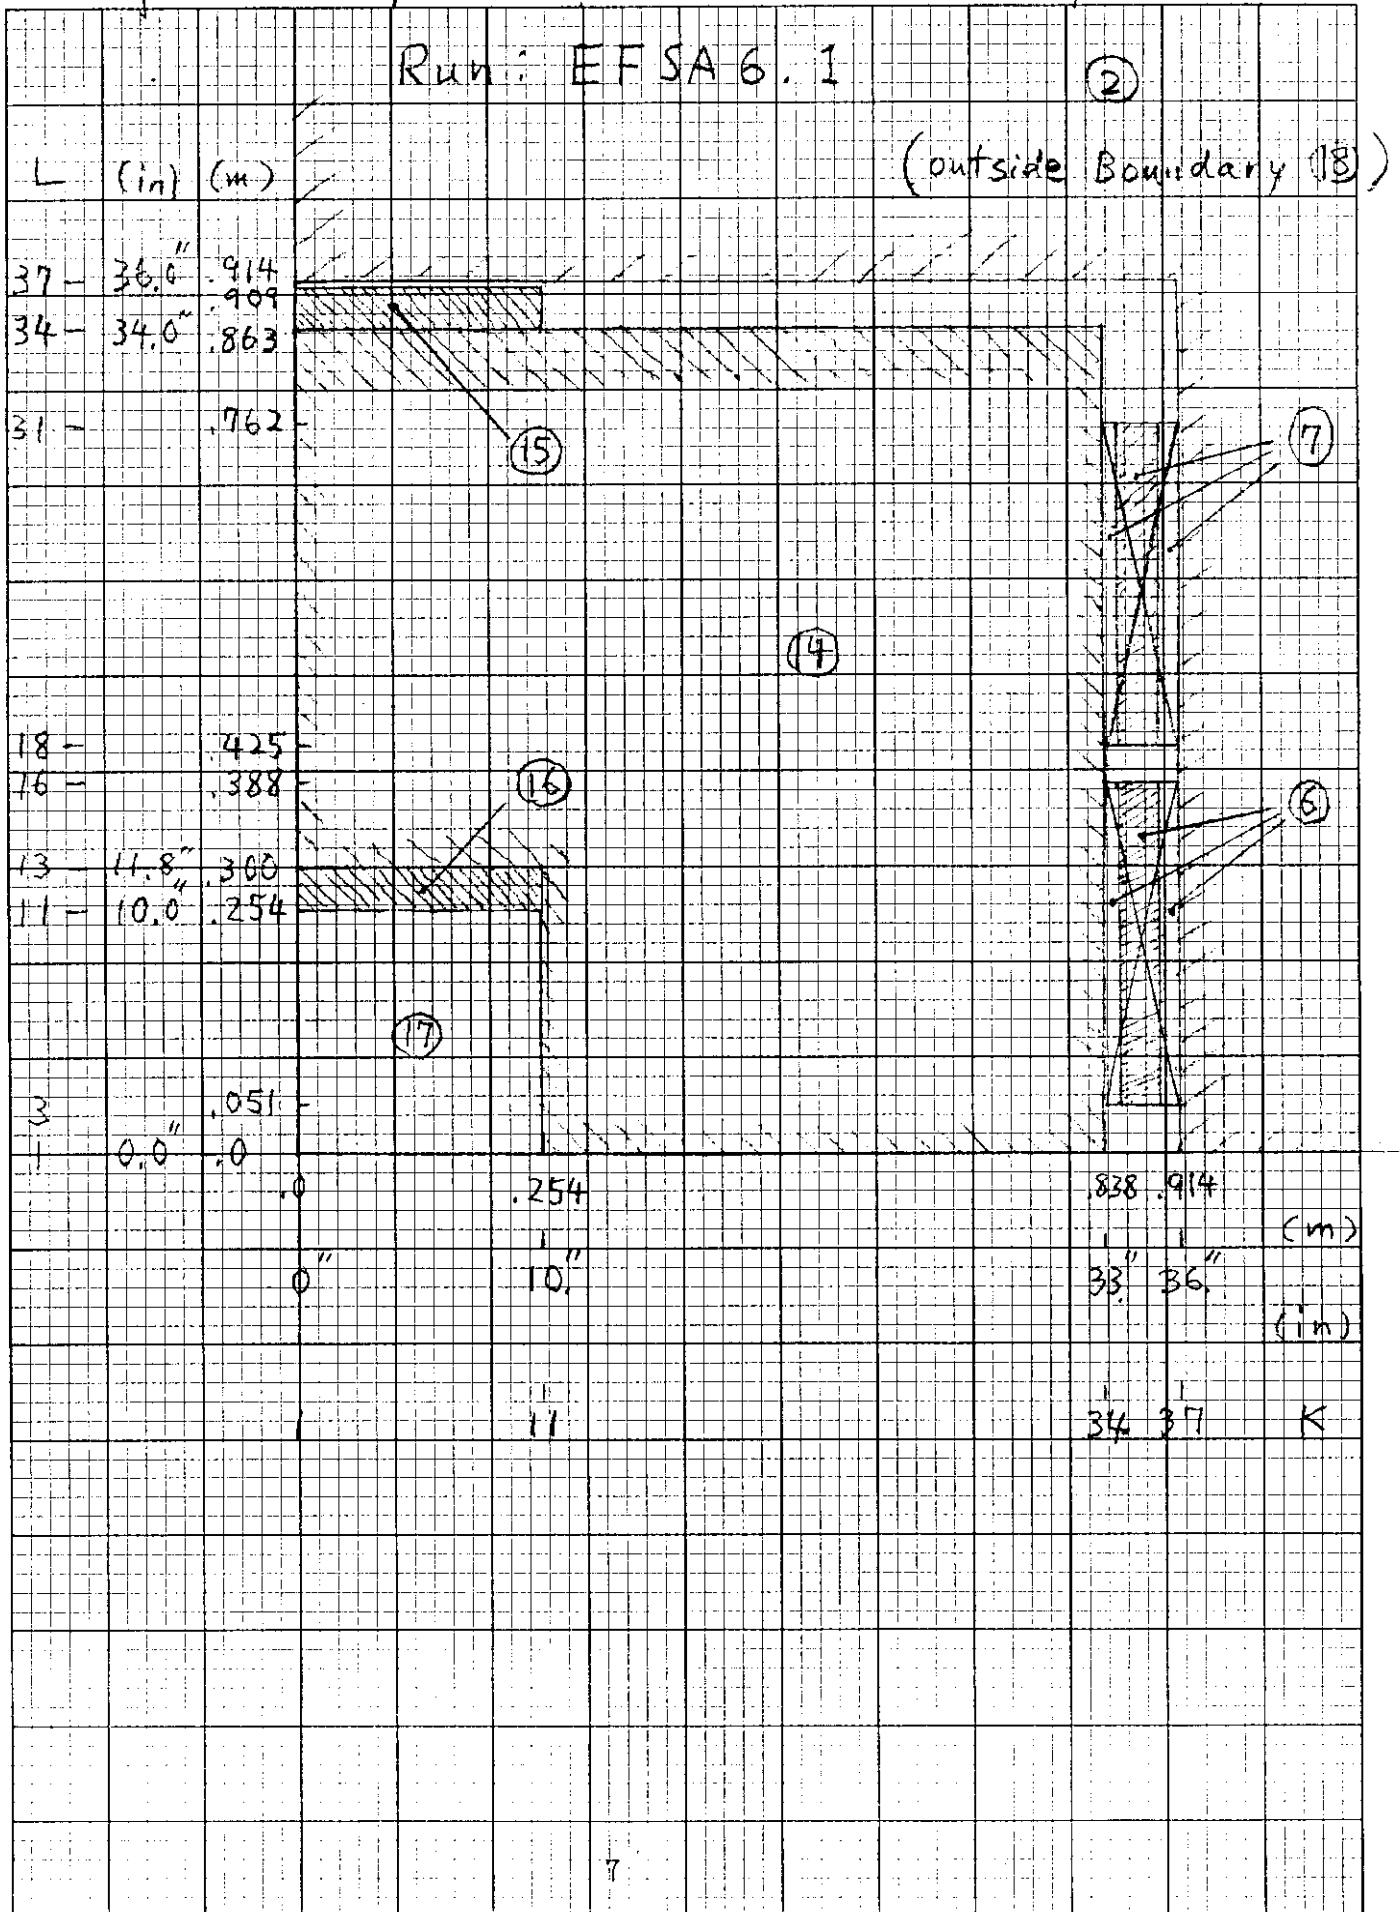 Run: EFSA6.1
2
(outside Boundary 18)
L (in) (m)
37 - 36.0" .914
.909
34 - 34.0" .863
31 - .762
15
7
14
18 - .425
16 - .388
16
6
13 - 11.8" .300
11 - 10.0" .254
17
3 .051
1 0.0" .0
.0 .254 .838 .914
(m)
0" 10." 33." 36."
(in)
1 11 34 37 K
7